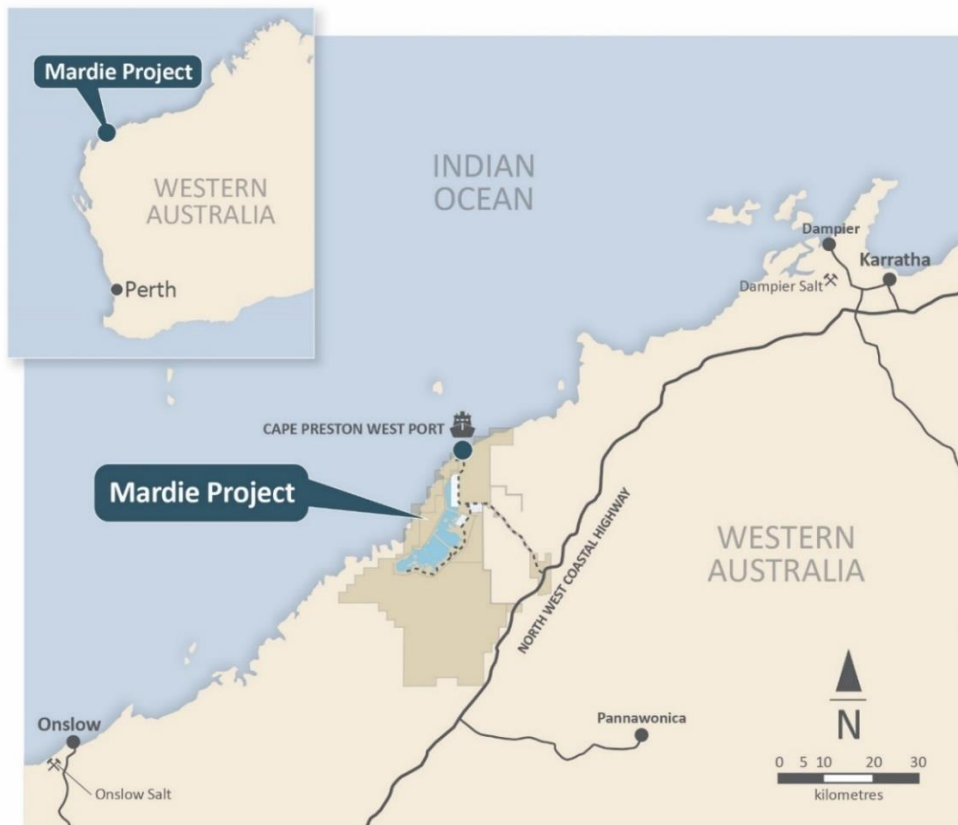 Mardie Project
WESTERN
AUSTRALIA
Perth
INDIAN
OCEAN
Dampier
Karratha
Dampier Salt
CAPE PRESTON WEST PORT
Mardie Project
NORTH WEST COASTAL HIGHWAY
WESTERN
AUSTRALIA
Onslow
Onslow Salt
Pannawonica
N
0 5 10 20 30
kilometres